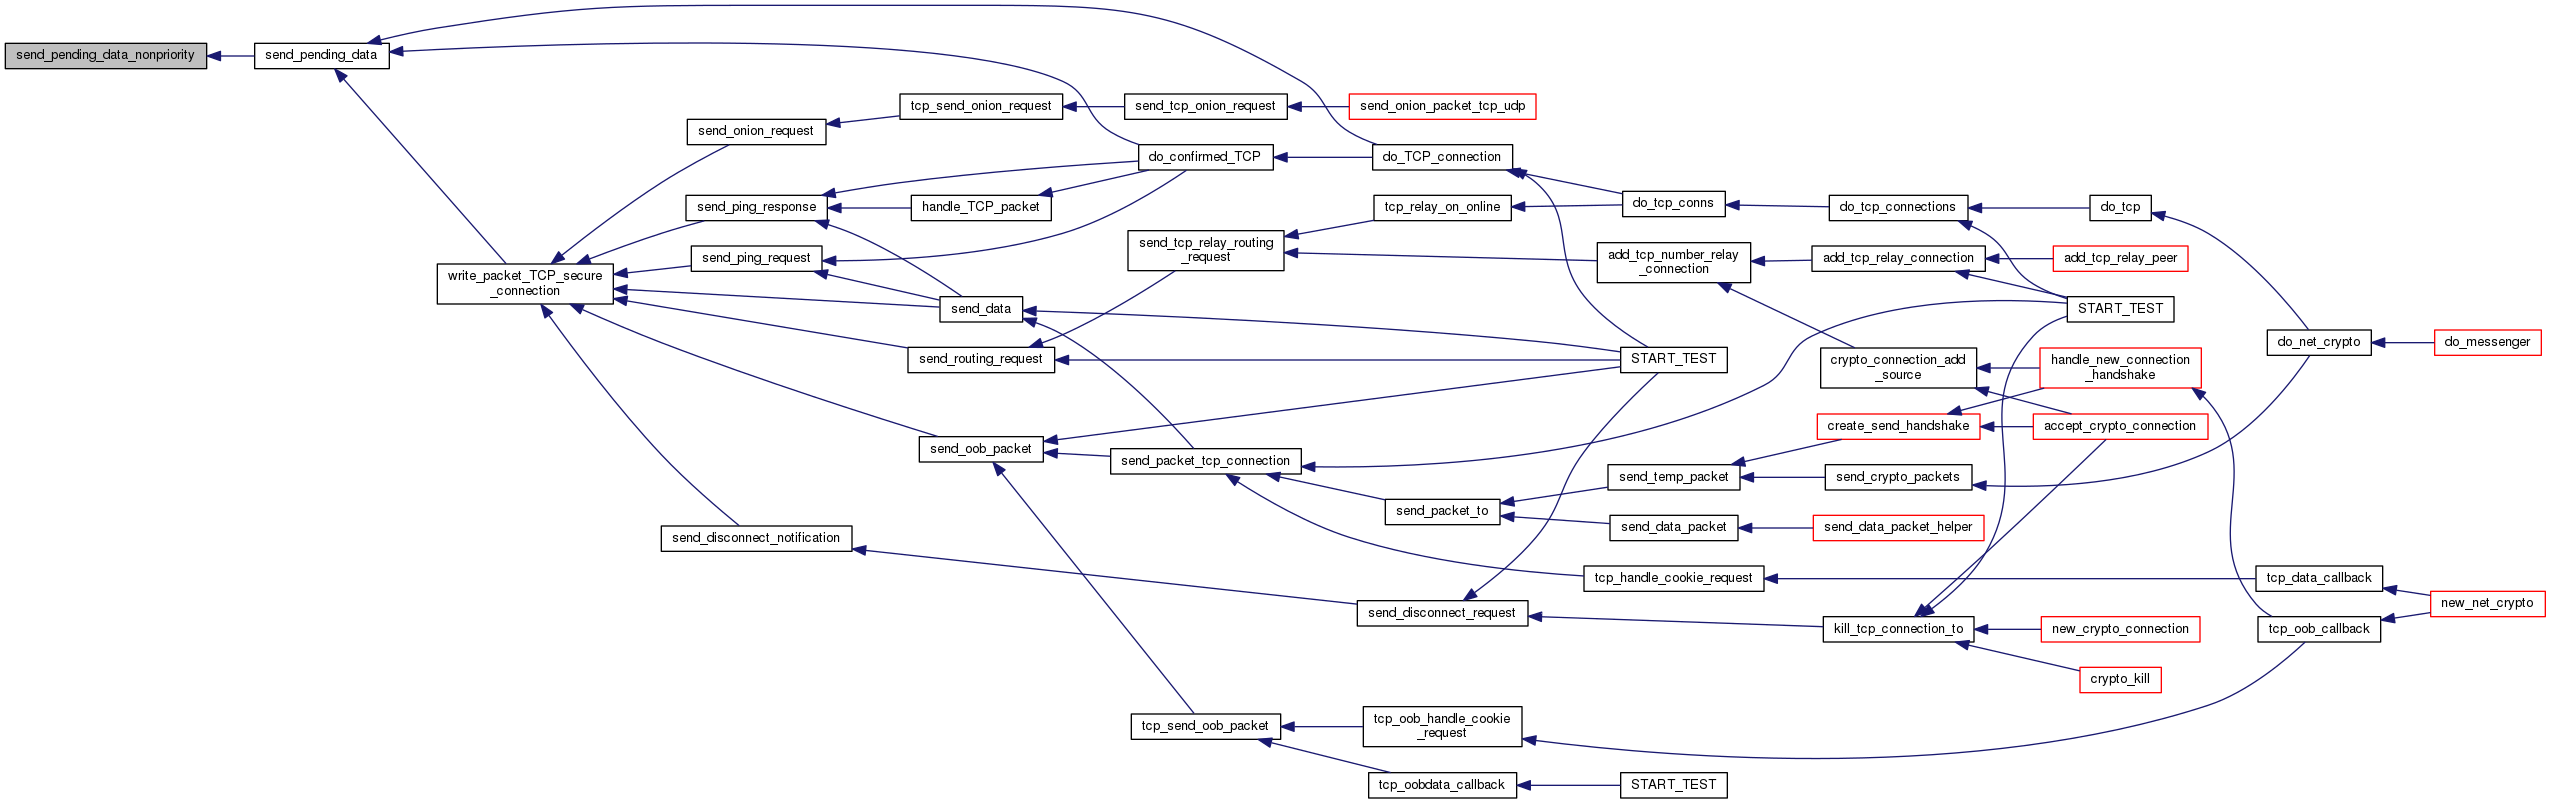 send_pending_data_nonpriority
send_pending_data
tcp_send_onion_request
send_tcp_onion_request
send_onion_packet_tcp_udp
send_onion_request
do_confirmed_TCP
do_TCP_connection
send_ping_response
handle_TCP_packet
tcp_relay_on_online
do_tcp_conns
do_tcp_connections
do_tcp
send_ping_request
send_tcp_relay_routing
_request
add_tcp_number_relay
_connection
add_tcp_relay_connection
add_tcp_relay_peer
write_packet_TCP_secure
_connection
send_data
START_TEST
send_routing_request
START_TEST
crypto_connection_add
_source
handle_new_connection
_handshake
do_net_crypto
do_messenger
create_send_handshake
accept_crypto_connection
send_oob_packet
send_packet_tcp_connection
send_temp_packet
send_crypto_packets
send_packet_to
send_data_packet
send_data_packet_helper
send_disconnect_notification
tcp_handle_cookie_request
tcp_data_callback
send_disconnect_request
new_net_crypto
kill_tcp_connection_to
new_crypto_connection
tcp_oob_callback
crypto_kill
tcp_send_oob_packet
tcp_oob_handle_cookie
_request
tcp_oobdata_callback
START_TEST